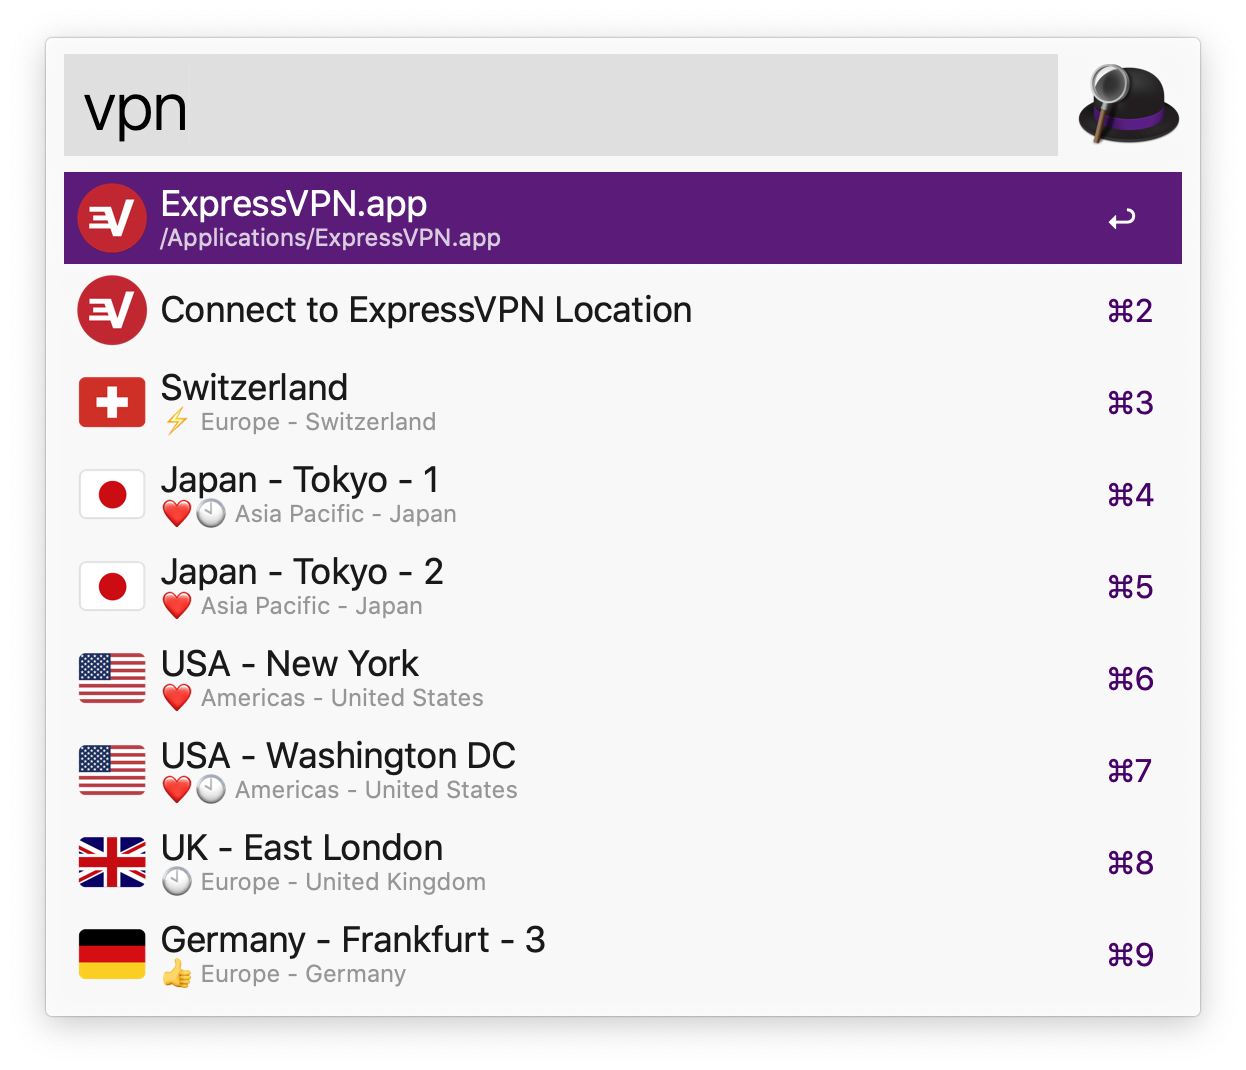 vpn
ExpressVPN.app
/Applications/ExpressVPN.app
Connect to ExpressVPN Location
⌘2
Switzerland
⚡ Europe - Switzerland
⌘3
Japan - Tokyo - 1
❤️🕙 Asia Pacific - Japan
⌘4
Japan - Tokyo - 2
❤️ Asia Pacific - Japan
⌘5
USA - New York
❤️ Americas - United States
⌘6
USA - Washington DC
❤️🕙 Americas - United States
⌘7
UK - East London
🕙 Europe - United Kingdom
⌘8
Germany - Frankfurt - 3
👍 Europe - Germany
⌘9